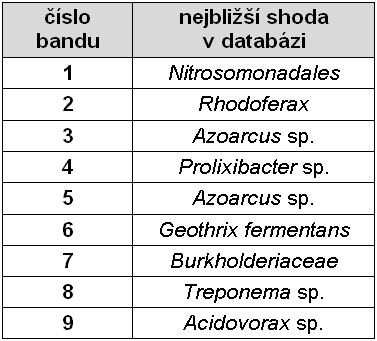 číslo bandu nejbližší shoda v databázi
1 Nitrosomonadales
2 Rhodoferax
3 Azoarcus sp.
4 Prolixibacter sp.
5 Azoarcus sp.
6 Geothrix fermentans
7 Burkholderiaceae
8 Treponema sp.
9 Acidovorax sp.